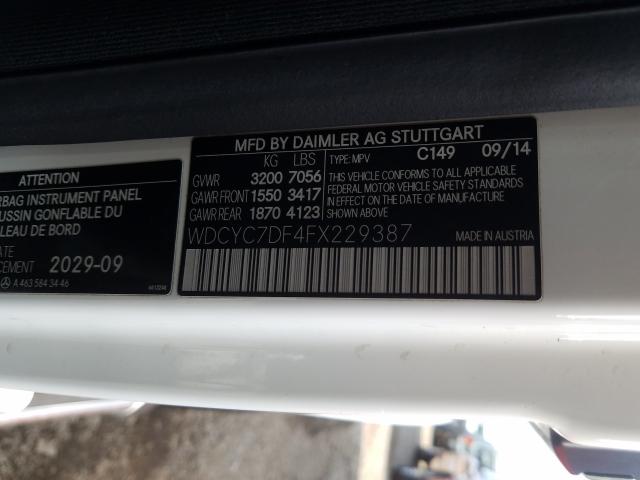 ATTENTION
RBAG INSTRUMENT PANEL
USSIN GONFLABLE DU
LEAU DE BORD
ATE
CEMENT 2029-09
A 463 584 34 46
MFD BY DAIMLER AG STUTTGART
KG LBS TYPE: MPV C149 09/14
GVWR 3200 7056
GAWR FRONT 1550 3417
GAWR REAR 1870 4123
THIS VEHICLE CONFORMS TO ALL APPLICABLE
FEDERAL MOTOR VEHICLE SAFETY STANDARDS
IN EFFECT ON THE DATE OF MANUFACTURE
SHOWN ABOVE.
WDCYC7DF4FX229387 MADE IN AUSTRIA